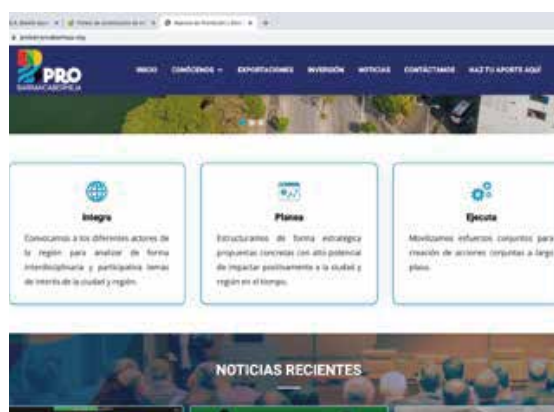 probarrancabermeja.org
PRO
BARRANCABERMEJA
INICIO CONÓCENOS EXPORTACIONES INVERSIÓN NOTICIAS CONTÁCTANOS HAZ TU APORTE AQUÍ
Integra
Convocamos a los diferentes actores de
la región para analizar de forma
interdisciplinaria y participativa temas
de interés de la ciudad y región.
Planea
Estructuramos de forma estratégica
propuestas concretas con alto potencial
de impactar positivamente a la ciudad y
región en el tiempo.
Ejecuta
Movilizamos esfuerzos conjuntos para
creación de acciones conjuntas a largo
plazo.
NOTICIAS RECIENTES